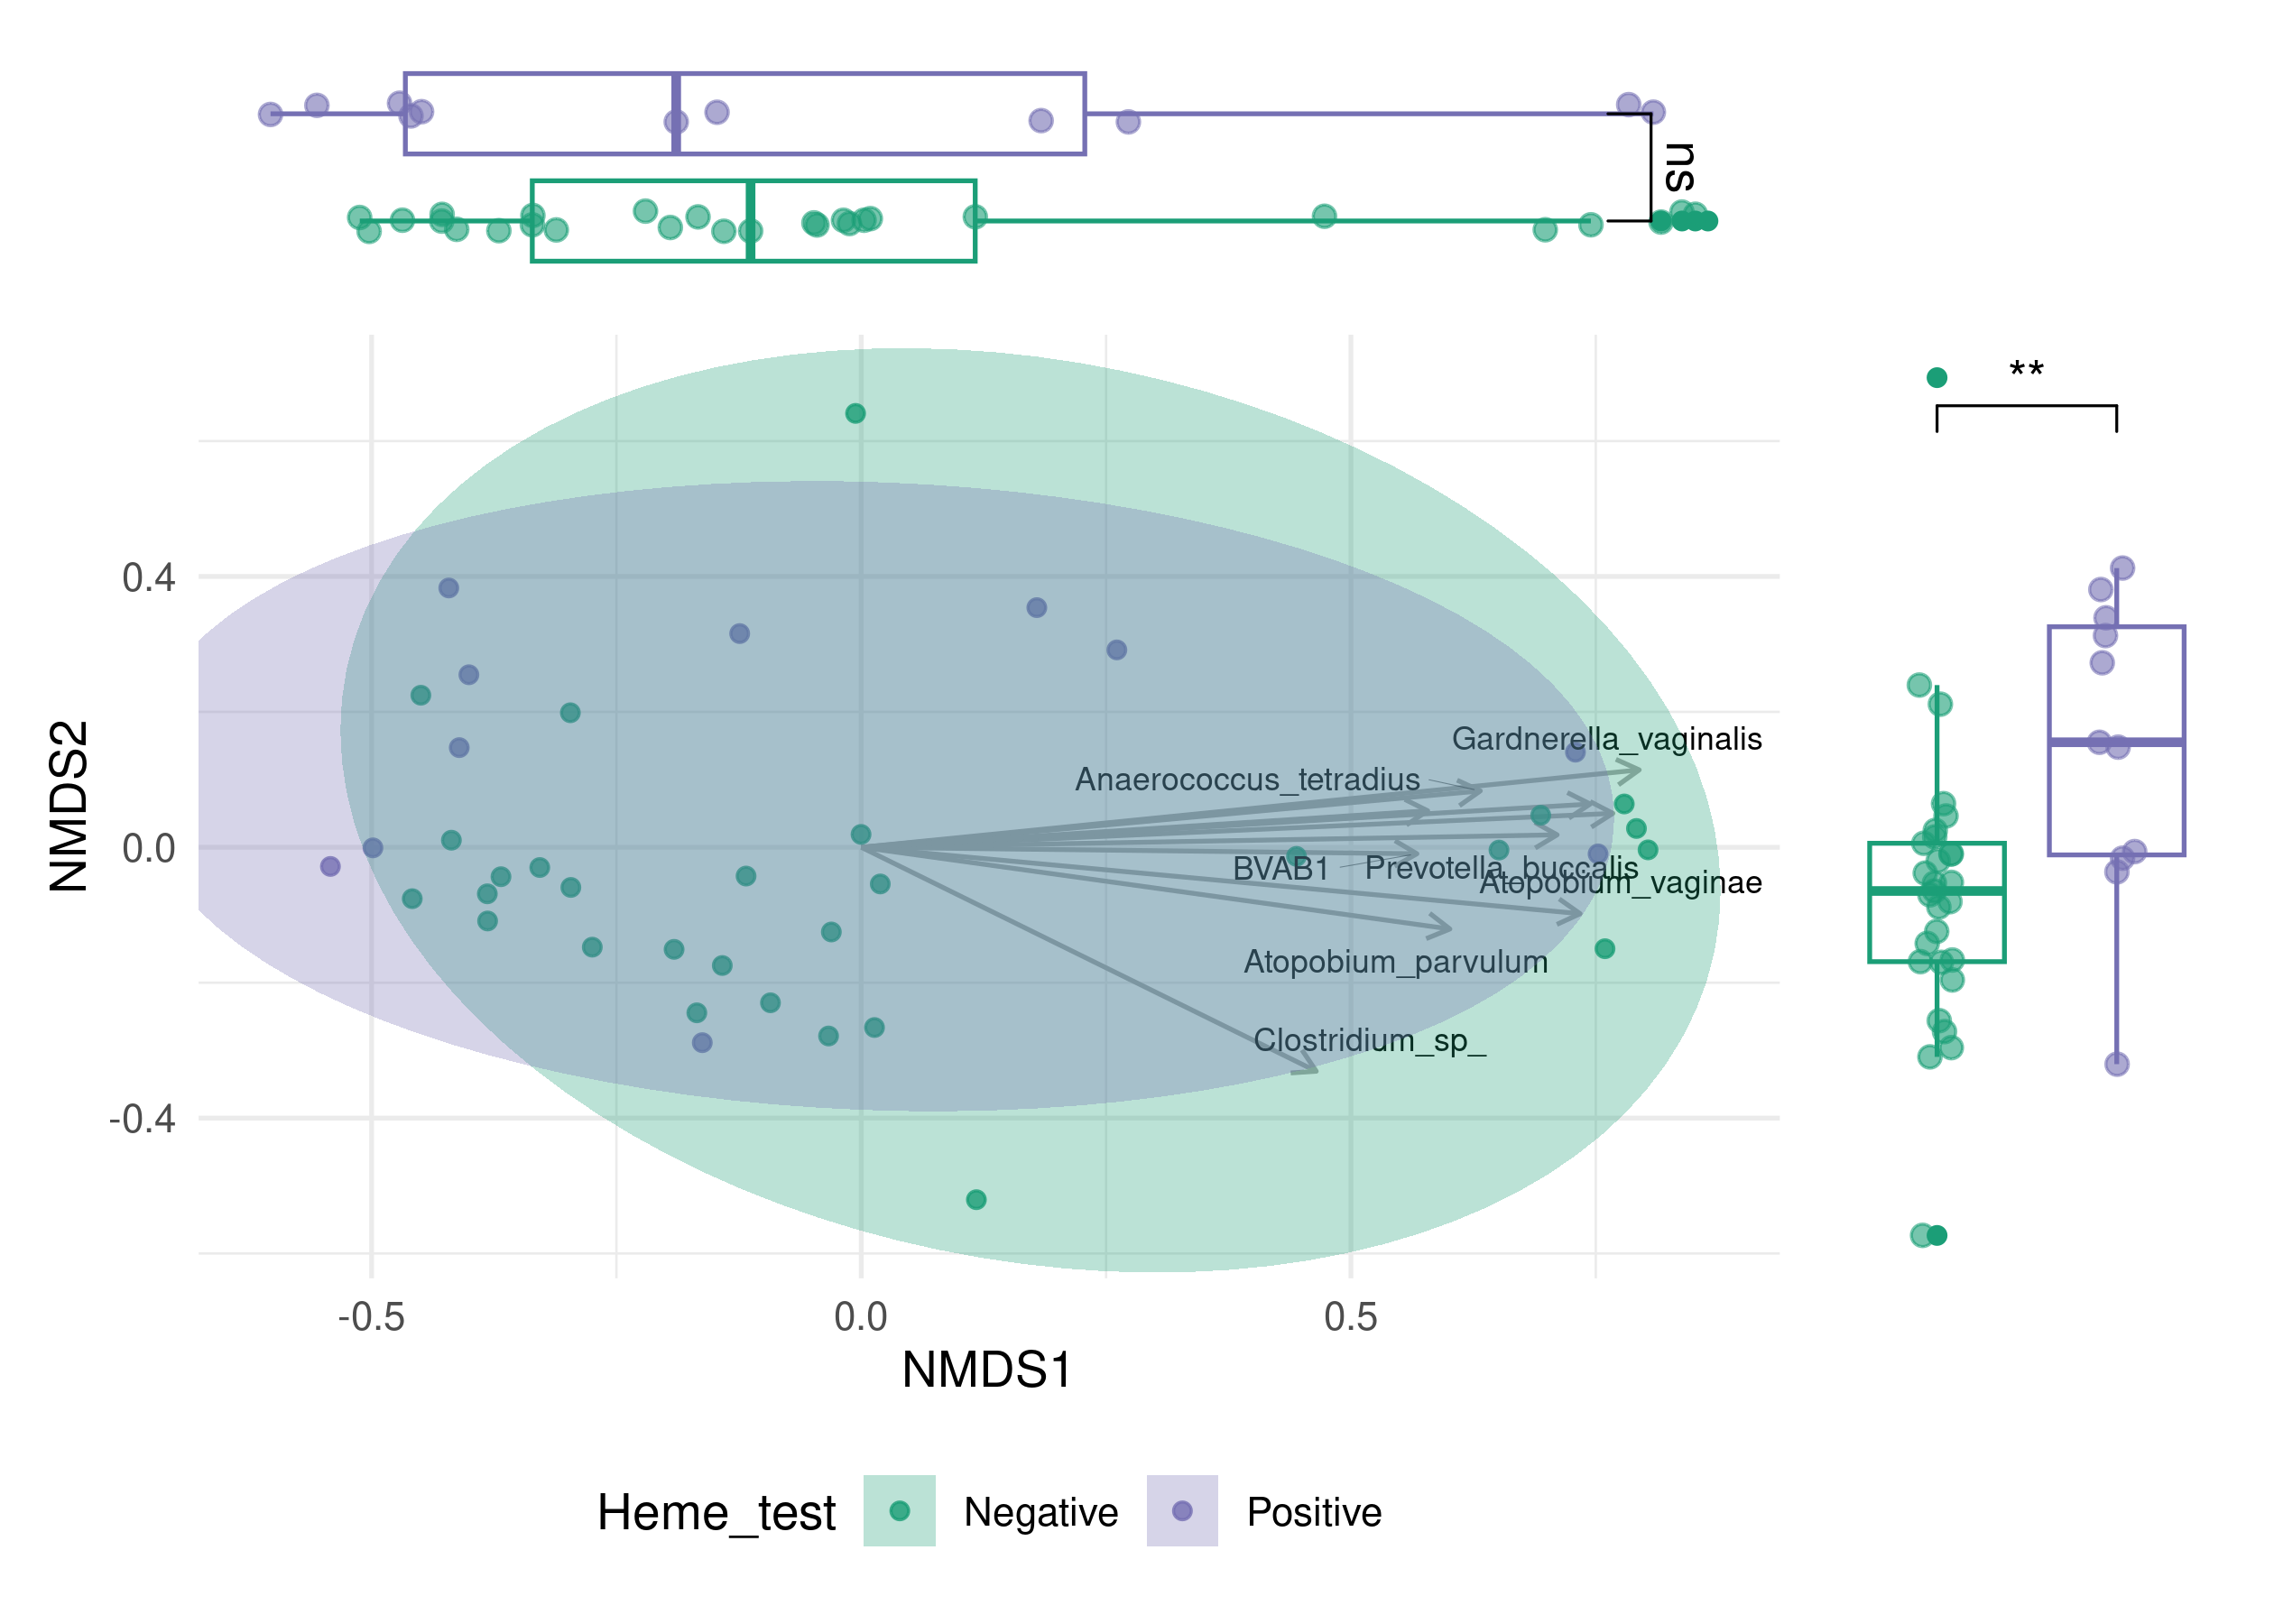 ns
**
NMDS2
0.4
0.0
-0.4
Gardnerella_vaginalis
Anaerococcus_tetradius
BVAB1
Prevotella_buccalis
Atopobium_vaginae
Atopobium_parvulum
Clostridium_sp_
-0.5
0.0
0.5
NMDS1
Heme_test
Negative
Positive